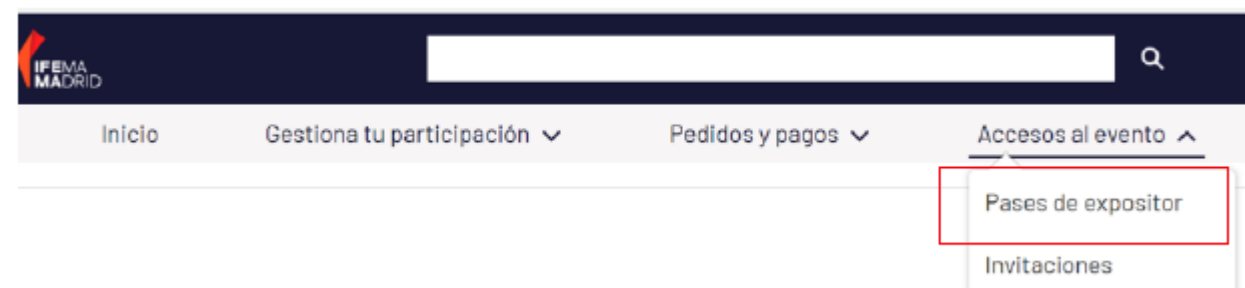 IFEMA
MADRID
Inicio
Gestiona tu participación
Pedidos y pagos
Accesos al evento
Pases de expositor
Invitaciones